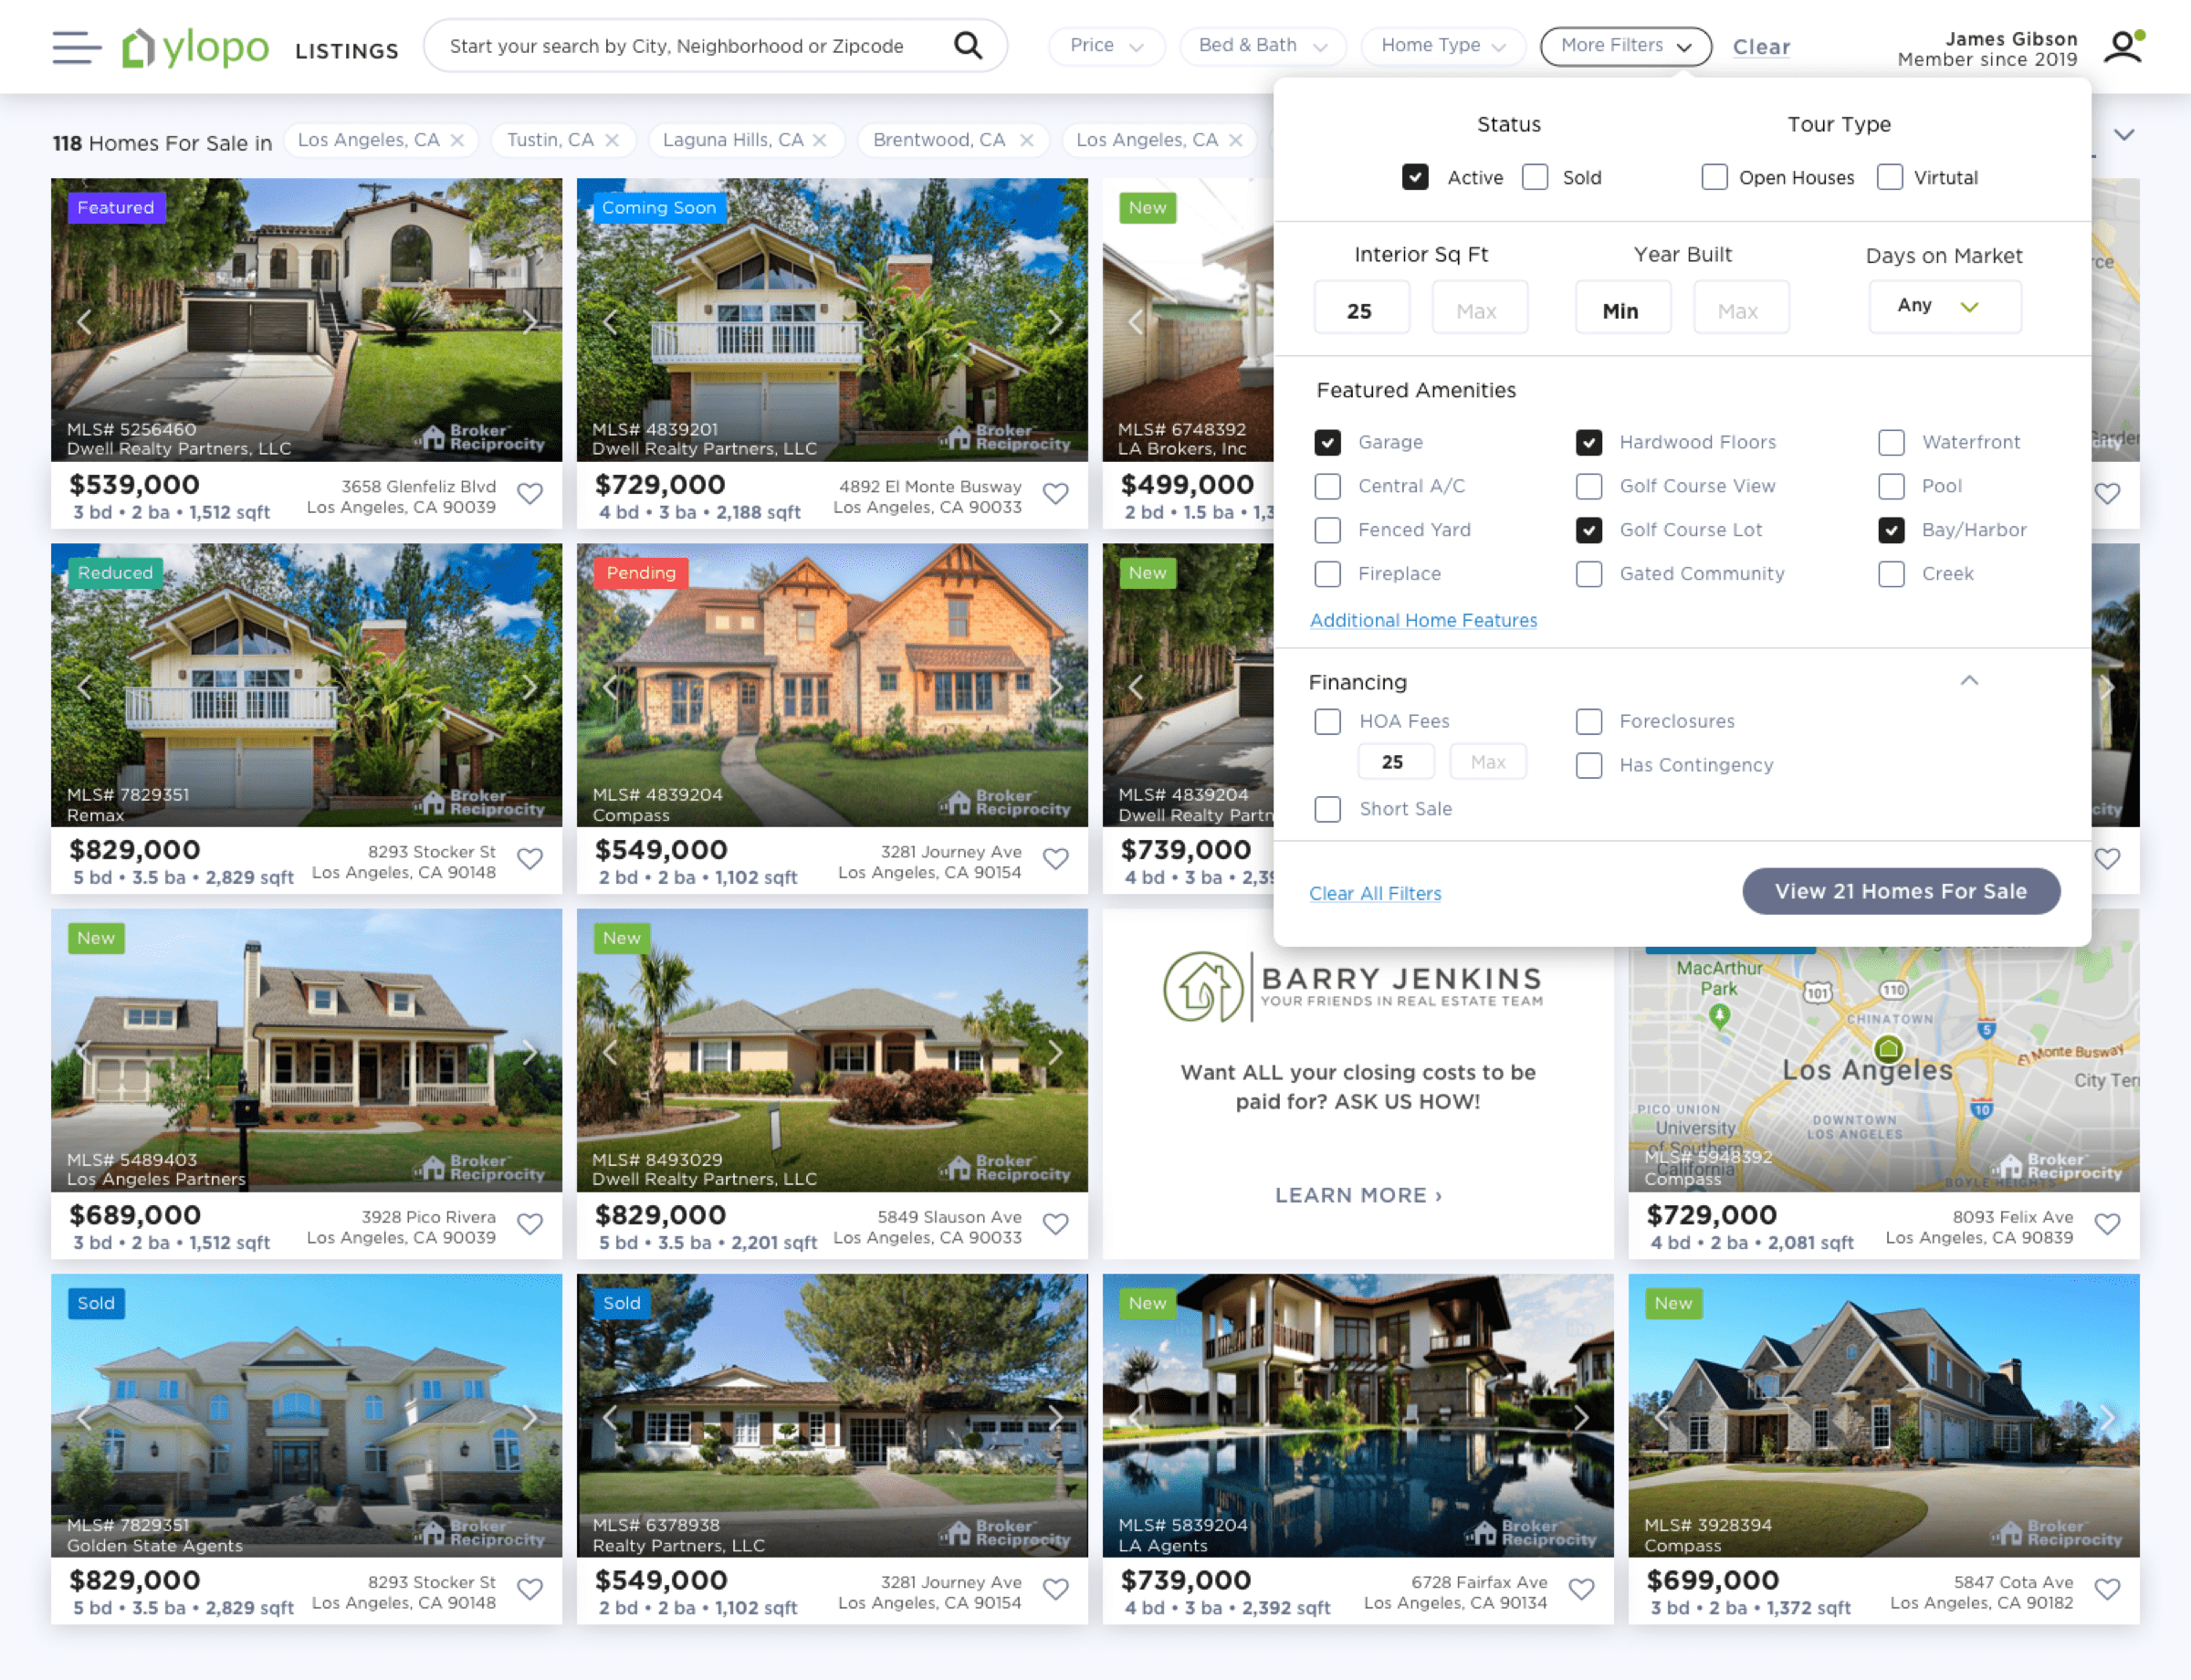 ylopo LISTINGS
Start your search by City, Neighborhood or Zipcode
Price
Bed & Bath
Home Type
More Filters
Clear
James Gibson
Member since 2019
118 Homes For Sale in
Los Angeles, CA
Tustin, CA
Laguna Hills, CA
Brentwood, CA
Los Angeles, CA
Status
Active
Sold
Tour Type
Open Houses
Virtutal
Interior Sq Ft
25
Max
Year Built
Min
Max
Days on Market
Any
Featured Amenities
Garage
Hardwood Floors
Waterfront
Central A/C
Golf Course View
Pool
Fenced Yard
Golf Course Lot
Bay/Harbor
Fireplace
Gated Community
Creek
Additional Home Features
Financing
HOA Fees
Foreclosures
25
Max
Has Contingency
Short Sale
Clear All Filters
View 21 Homes For Sale
Featured
MLS# 5256460
Dwell Realty Partners, LLC
Broker Reciprocity
$539,000
3 bd • 2 ba • 1,512 sqft
3658 Glenfeliz Blvd
Los Angeles, CA 90039
Coming Soon
MLS# 4839201
Dwell Realty Partners, LLC
Broker Reciprocity
$729,000
4 bd • 3 ba • 2,188 sqft
4892 El Monte Busway
Los Angeles, CA 90033
New
MLS# 6748392
LA Brokers, Inc
$499,000
2 bd • 1.5 ba • 1,3
Reduced
MLS# 7829351
Remax
Broker Reciprocity
$829,000
5 bd • 3.5 ba • 2,829 sqft
8293 Stocker St
Los Angeles, CA 90148
Pending
MLS# 4839204
Compass
Broker Reciprocity
$549,000
2 bd • 2 ba • 1,102 sqft
3281 Journey Ave
Los Angeles, CA 90154
New
MLS# 4839204
Dwell Realty Partn
$739,000
4 bd • 3 ba • 2,39
New
MLS# 5489403
Los Angeles Partners
Broker Reciprocity
$689,000
3 bd • 2 ba • 1,512 sqft
3928 Pico Rivera
Los Angeles, CA 90039
New
MLS# 8493029
Dwell Realty Partners, LLC
Broker Reciprocity
$829,000
5 bd • 3.5 ba • 2,201 sqft
5849 Slauson Ave
Los Angeles, CA 90033
BARRY JENKINS
YOUR FRIENDS IN REAL ESTATE TEAM
Want ALL your closing costs to be
paid for? ASK US HOW!
LEARN MORE ›
MacArthur
Park
101
110
CHINATOWN
5
El Monte Busway
Los Angeles
City Ter
10
PICO UNION
DOWNTOWN
LOS ANGELES
University
of Southern
California
BOYLE HEIGHTS
MLS# 5948392
Compass
Broker Reciprocity
$729,000
4 bd • 2 ba • 2,081 sqft
8093 Felix Ave
Los Angeles, CA 90839
Sold
MLS# 7829351
Golden State Agents
Broker Reciprocity
$829,000
5 bd • 3.5 ba • 2,829 sqft
8293 Stocker St
Los Angeles, CA 90148
Sold
MLS# 6378938
Realty Partners, LLC
Broker Reciprocity
$549,000
2 bd • 2 ba • 1,102 sqft
3281 Journey Ave
Los Angeles, CA 90154
New
MLS# 5839204
LA Agents
Broker Reciprocity
$739,000
4 bd • 3 ba • 2,392 sqft
6728 Fairfax Ave
Los Angeles, CA 90134
New
MLS# 3928394
Compass
Broker Reciprocity
$699,000
3 bd • 2 ba • 1,372 sqft
5847 Cota Ave
Los Angeles, CA 90182